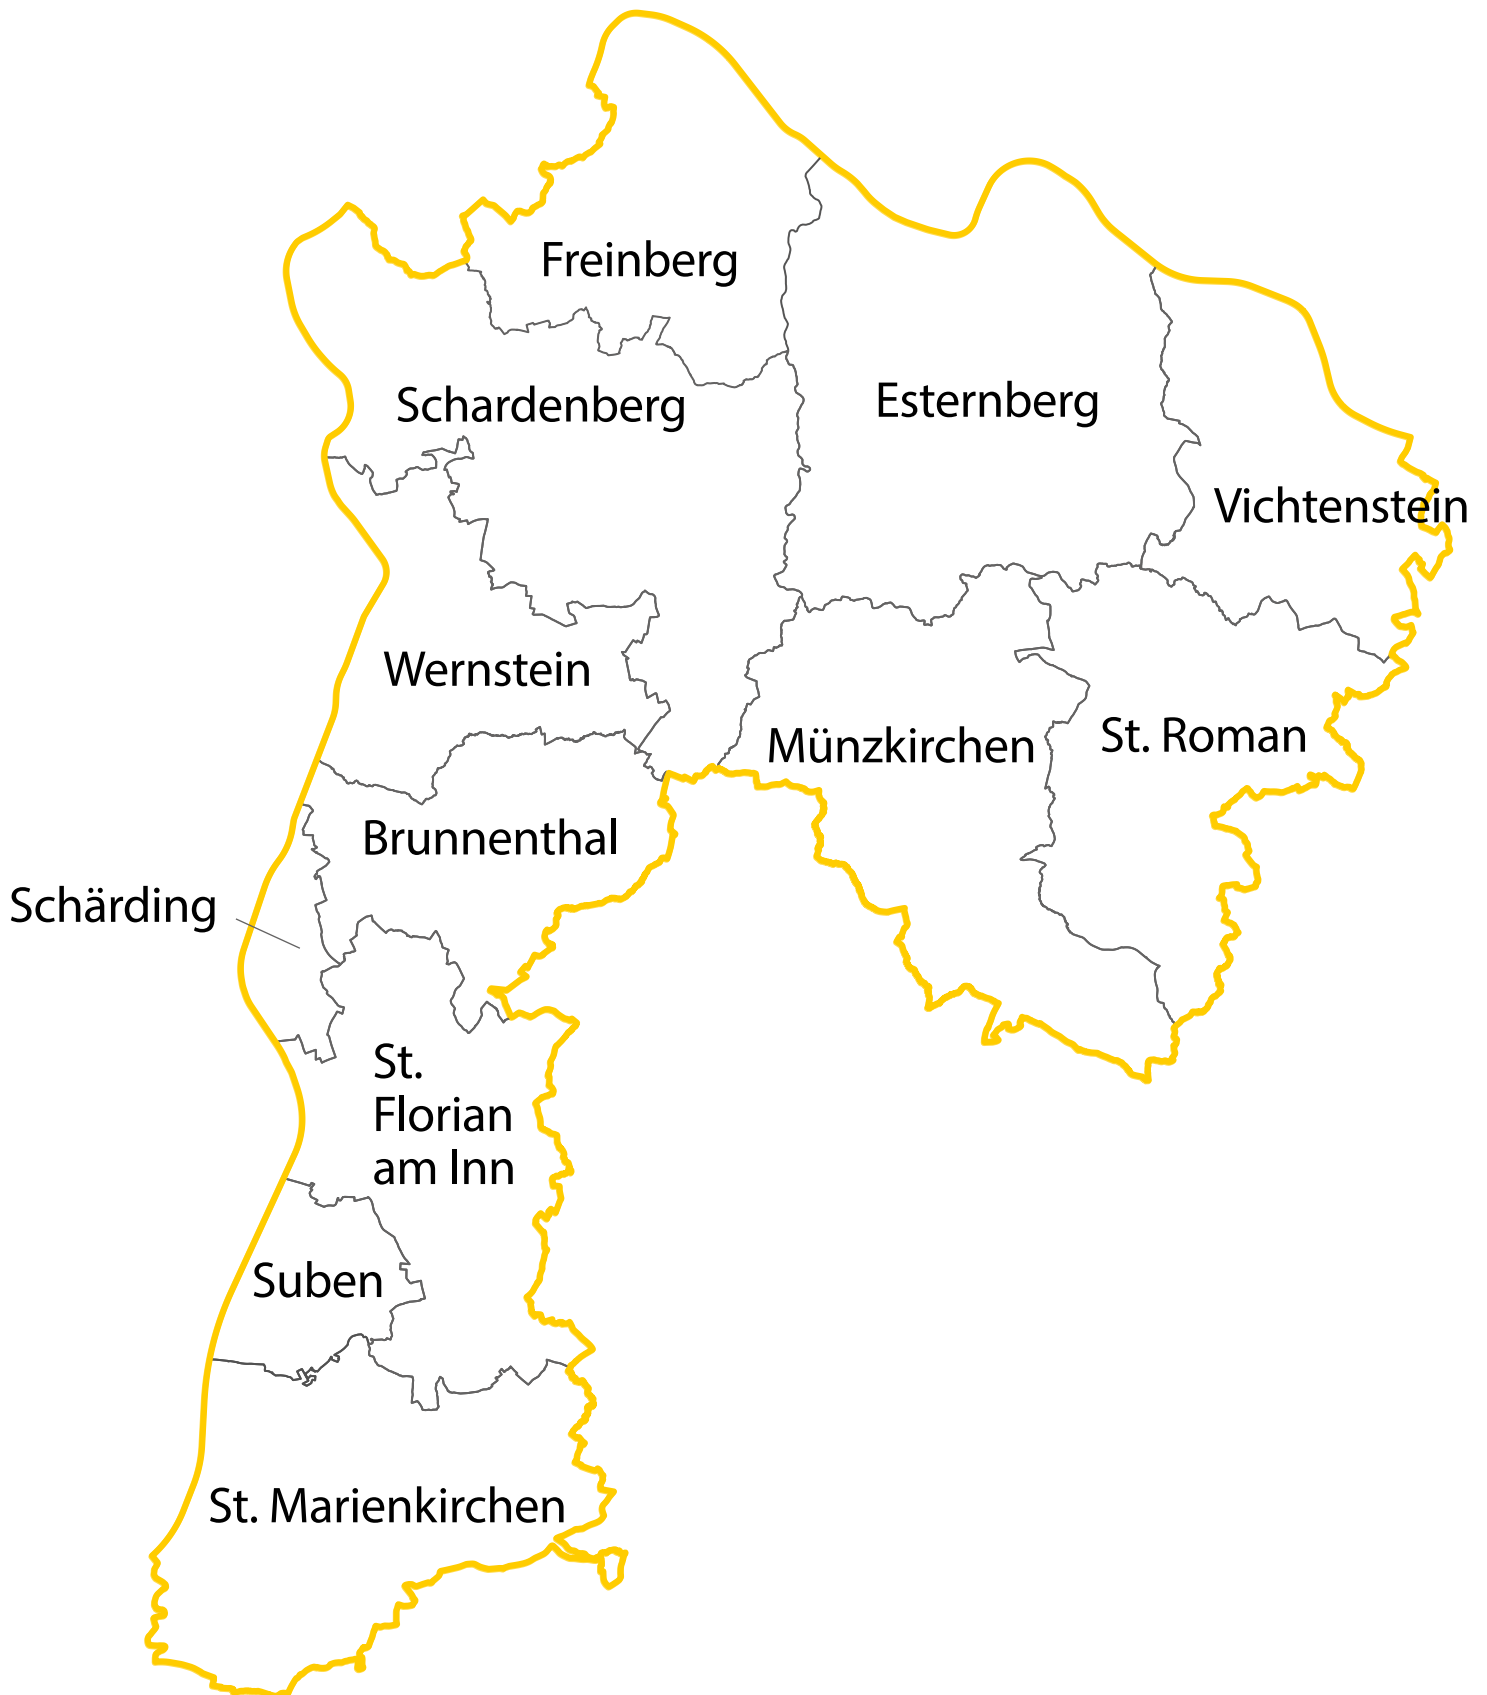 Freinberg
Schardenberg
Esternberg
Vichtenstein
Wernstein
Münzkirchen
St. Roman
Brunnenthal
Schärding
St.
Florian
am Inn
Suben
St. Marienkirchen